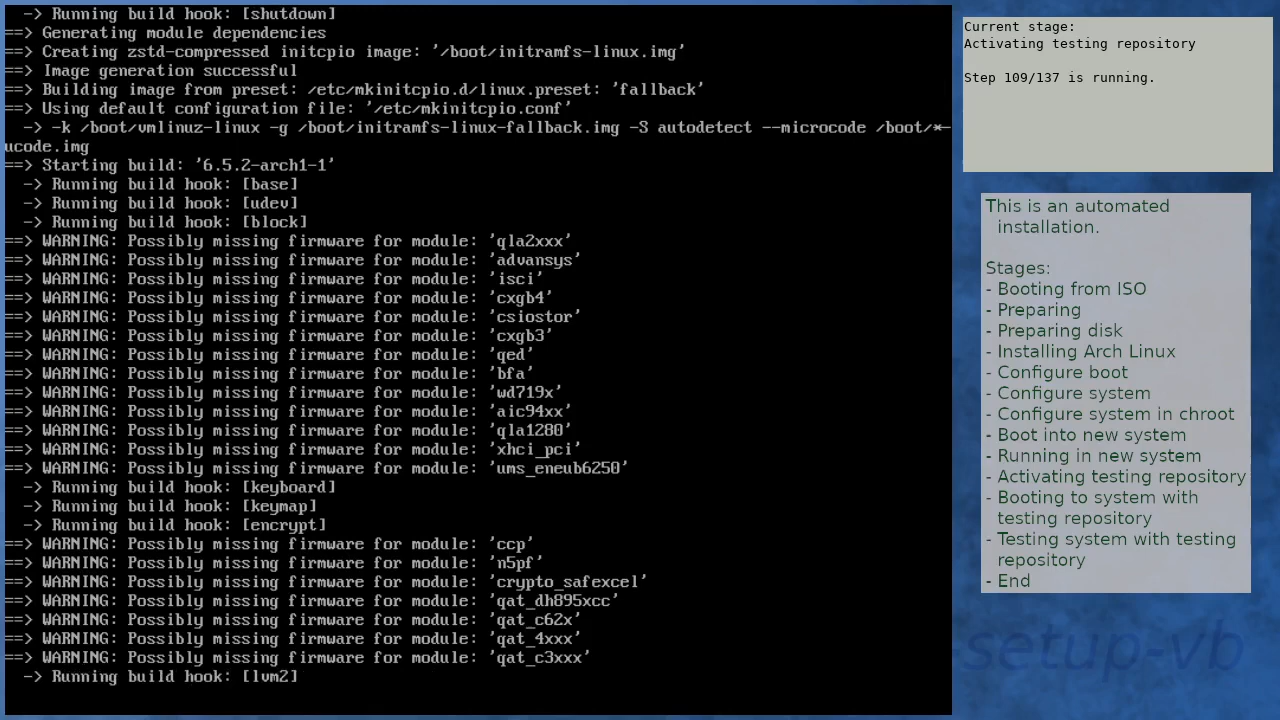 -> Running build hook: [shutdown]
==> Generating module dependencies
==> Creating zstd-compressed initcpio image: '/boot/initramfs-linux.img'
==> Image generation successful
==> Building image from preset: /etc/mkinitcpio.d/linux.preset: 'fallback'
==> Using default configuration file: '/etc/mkinitcpio.conf'
  -> -k /boot/vmlinuz-linux -g /boot/initramfs-linux-fallback.img -S autodetect --microcode /boot/*-
ucode.img
==> Starting build: '6.5.2-arch1-1'
  -> Running build hook: [base]
  -> Running build hook: [udev]
  -> Running build hook: [block]
==> WARNING: Possibly missing firmware for module: 'qla2xxx'
==> WARNING: Possibly missing firmware for module: 'advansys'
==> WARNING: Possibly missing firmware for module: 'isci'
==> WARNING: Possibly missing firmware for module: 'cxgb4'
==> WARNING: Possibly missing firmware for module: 'csiostor'
==> WARNING: Possibly missing firmware for module: 'cxgb3'
==> WARNING: Possibly missing firmware for module: 'qed'
==> WARNING: Possibly missing firmware for module: 'bfa'
==> WARNING: Possibly missing firmware for module: 'wd719x'
==> WARNING: Possibly missing firmware for module: 'aic94xx'
==> WARNING: Possibly missing firmware for module: 'qla1280'
==> WARNING: Possibly missing firmware for module: 'xhci_pci'
==> WARNING: Possibly missing firmware for module: 'ums_eneub6250'
  -> Running build hook: [keyboard]
  -> Running build hook: [keymap]
  -> Running build hook: [encrypt]
==> WARNING: Possibly missing firmware for module: 'ccp'
==> WARNING: Possibly missing firmware for module: 'n5pf'
==> WARNING: Possibly missing firmware for module: 'crypto_safexcel'
==> WARNING: Possibly missing firmware for module: 'qat_dh895xcc'
==> WARNING: Possibly missing firmware for module: 'qat_c62x'
==> WARNING: Possibly missing firmware for module: 'qat_4xxx'
==> WARNING: Possibly missing firmware for module: 'qat_c3xxx'
  -> Running build hook: [lvm2]
Current stage:
Activating testing repository
Step 109/137 is running.
This is an automated
installation.
Stages:
- Booting from ISO
- Preparing
- Preparing disk
- Installing Arch Linux
- Configure boot
- Configure system
- Configure system in chroot
- Boot into new system
- Running in new system
- Activating testing repository
- Booting to system with
testing repository
- Testing system with testing
repository
- End
-setup-vb